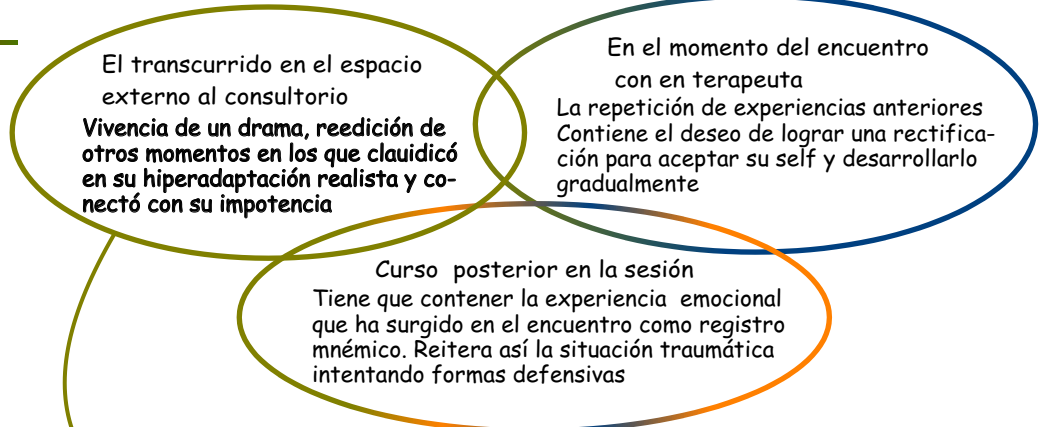 El transcurrido en el espacio
externo al consultorio
Vivencia de un drama, reedición de
otros momentos en los que clauidicó
en su hiperadaptación realista y co-
nectó con su impotencia
En el momento del encuentro
con en terapeuta
La repetición de experiencias anteriores
Contiene el deseo de lograr una rectifica-
ción para aceptar su self y desarrollarlo
gradualmente
Curso posterior en la sesión
Tiene que contener la experiencia emocional
que ha surgido en el encuentro como registro
mnémico. Reitera así la situación traumática
intentando formas defensivas